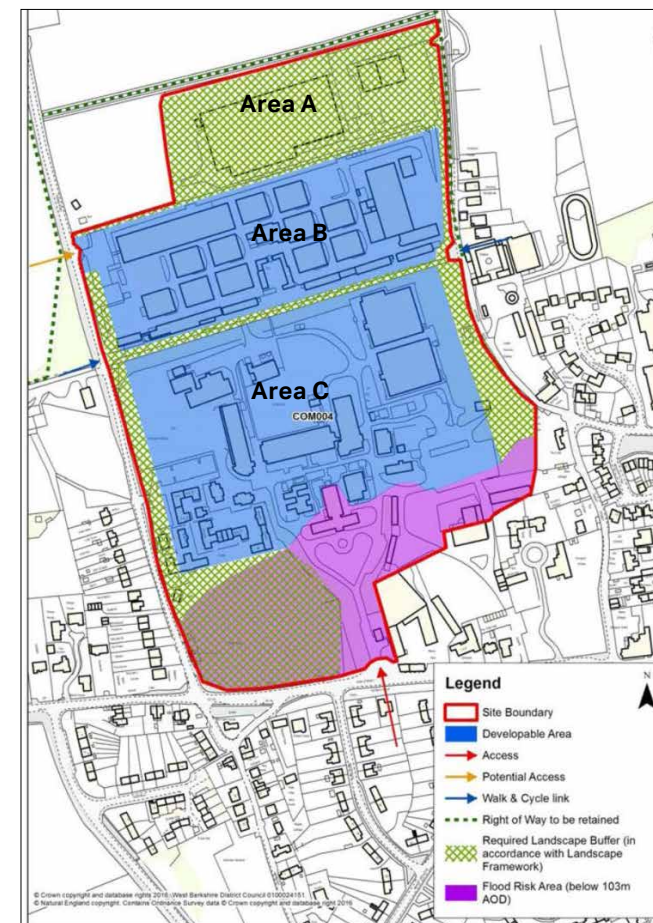 Area A
Area B
Area C
COM004
Legend
N
Site Boundary
Developable Area
Access
Potential Access
Walk & Cycle link
Right of Way to be retained
Required Landscape Buffer (in
accordance with Landscape
Framework)
Flood Risk Area (below 103m
AOD)
© Crown copyright and database rights 2016 West Berkshire District Council 0100024151
© Natural England copyright. Contains Ordnance Survey data © Crown copyright and database right 2016